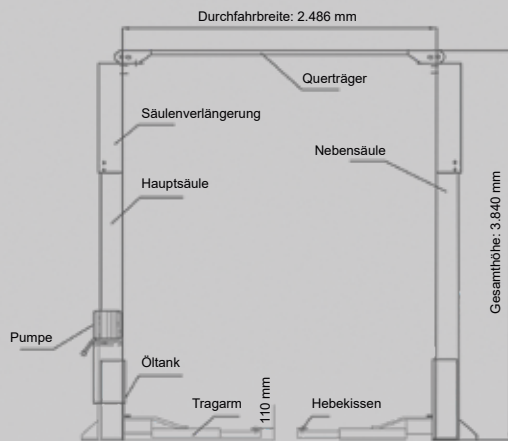 Durchfahrbreite: 2.486 mm
Querträger
Säulenverlängerung
Nebensäule
Hauptsäule
Gesamthöhe: 3.840 mm
Pumpe
Öltank
Tragarm
110 mm
Hebekissen